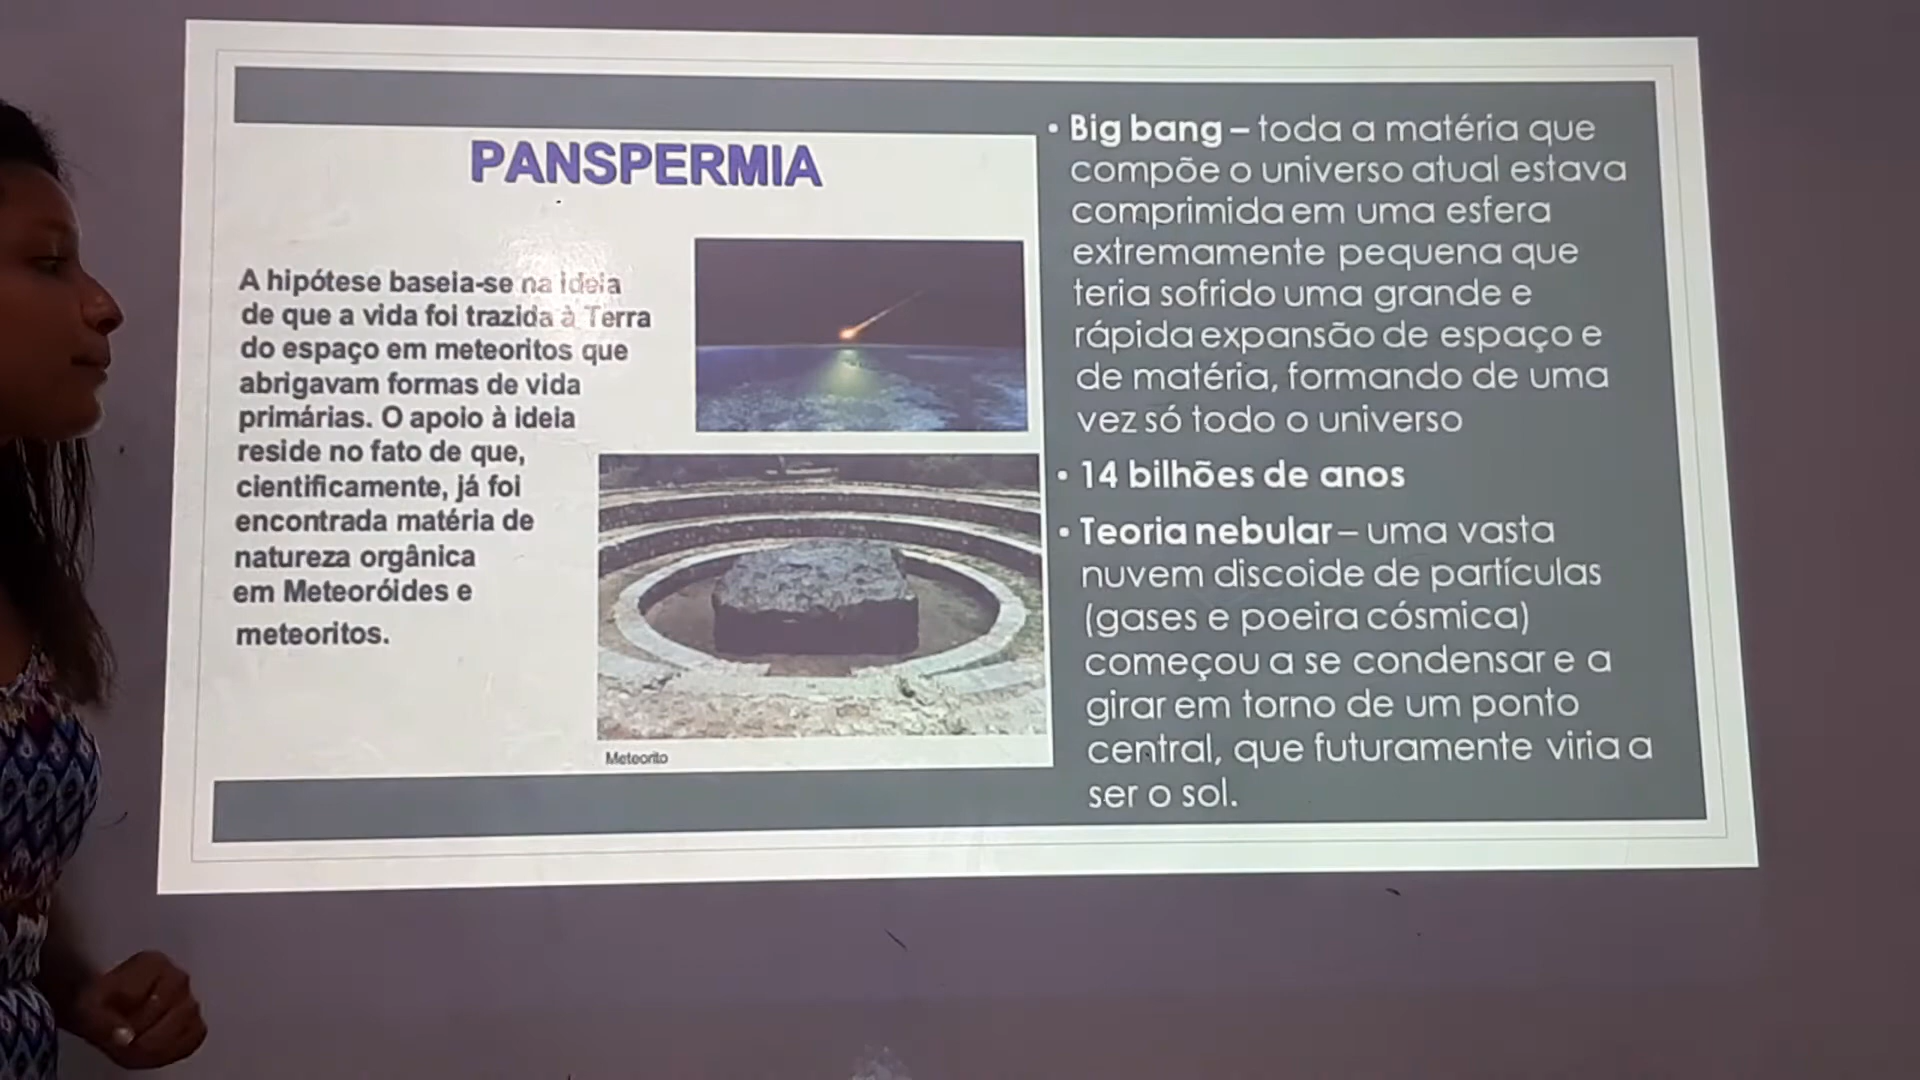 PANSPERMIA
A hipótese baseia-se na ideia
de que a vida foi trazida à Terra
do espaço em meteoritos que
abrigavam formas de vida
primárias. O apoio à ideia
reside no fato de que,
cientificamente, já foi
encontrada matéria de
natureza orgânica
em Meteoróides e
meteoritos.
Meteorito
• Big bang – toda a matéria que
compõe o universo atual estava
comprimida em uma esfera
extremamente pequena que
teria sofrido uma grande e
rápida expansão de espaço e
de matéria, formando de uma
vez só todo o universo
• 14 bilhões de anos
• Teoria nebular – uma vasta
nuvem discoide de partículas
(gases e poeira cósmica)
começou a se condensar e a
girar em torno de um ponto
central, que futuramente viria a
ser o sol.